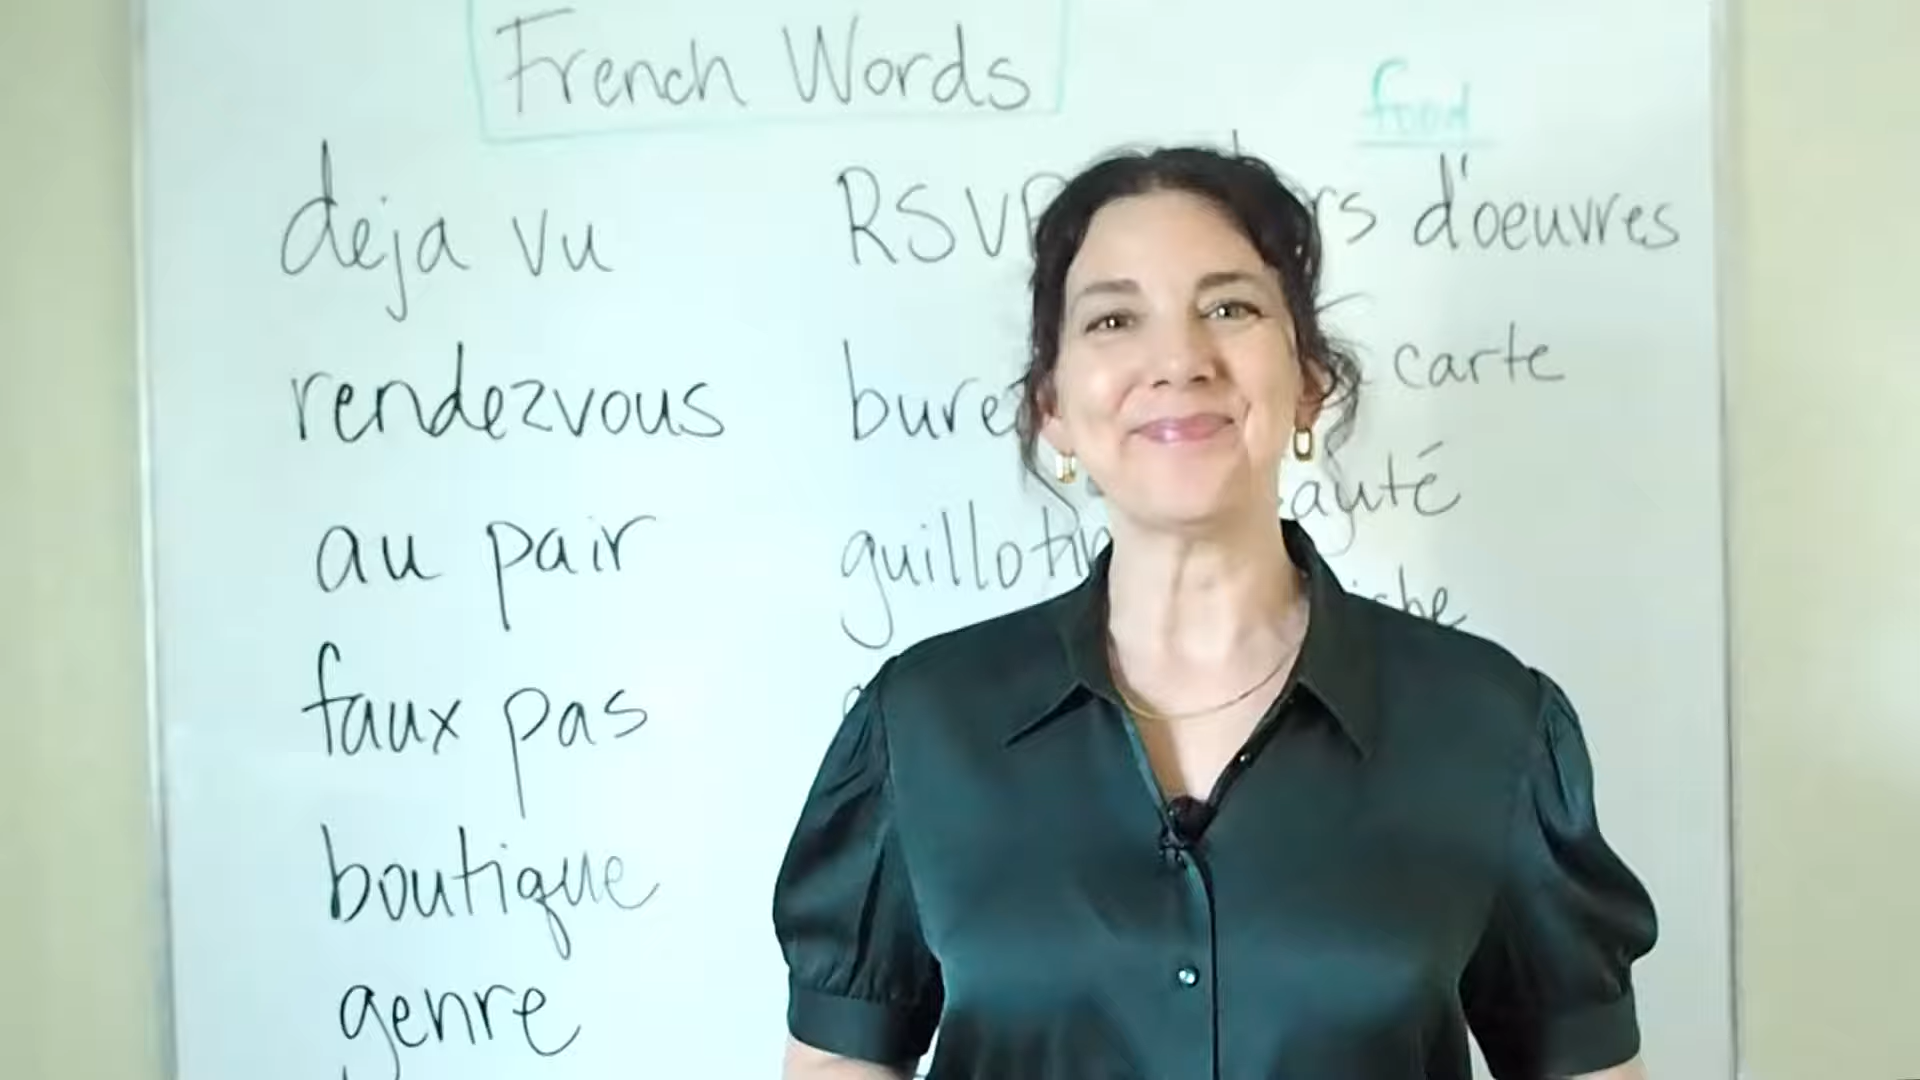 French Words
deja vu
rendezvous
au pair
faux pas
boutique
genre
RSVP
food
d'oeuvres
carte